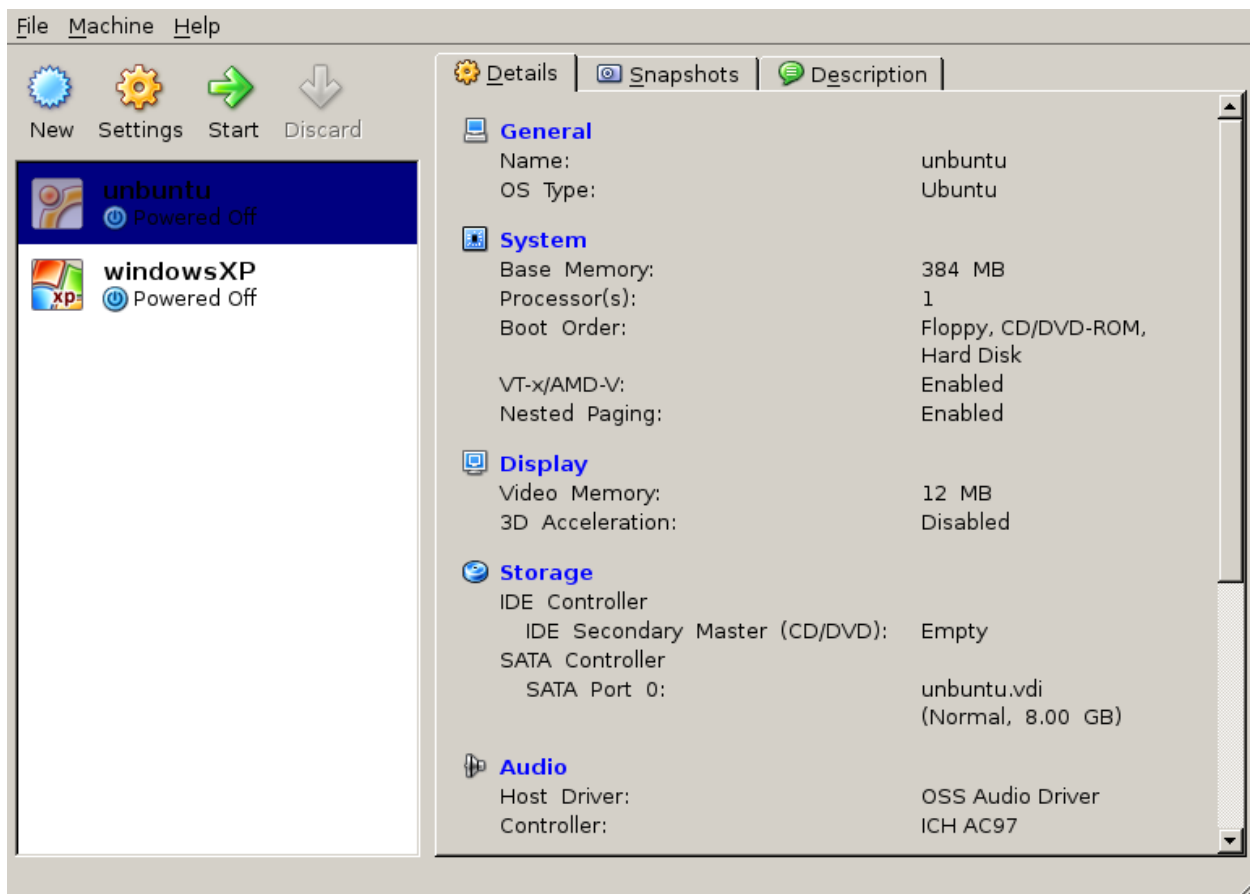 File Machine Help
New Settings Start Discard
unbuntu
Powered Off
windowsXP
xp
Powered Off
Details Snapshots Description
General
Name: unbuntu
OS Type: Ubuntu
System
Base Memory: 384 MB
Processor(s): 1
Boot Order: Floppy, CD/DVD-ROM,
Hard Disk
VT-x/AMD-V: Enabled
Nested Paging: Enabled
Display
Video Memory: 12 MB
3D Acceleration: Disabled
Storage
IDE Controller
IDE Secondary Master (CD/DVD): Empty
SATA Controller
SATA Port 0: unbuntu.vdi
(Normal, 8.00 GB)
Audio
Host Driver: OSS Audio Driver
Controller: ICH AC97